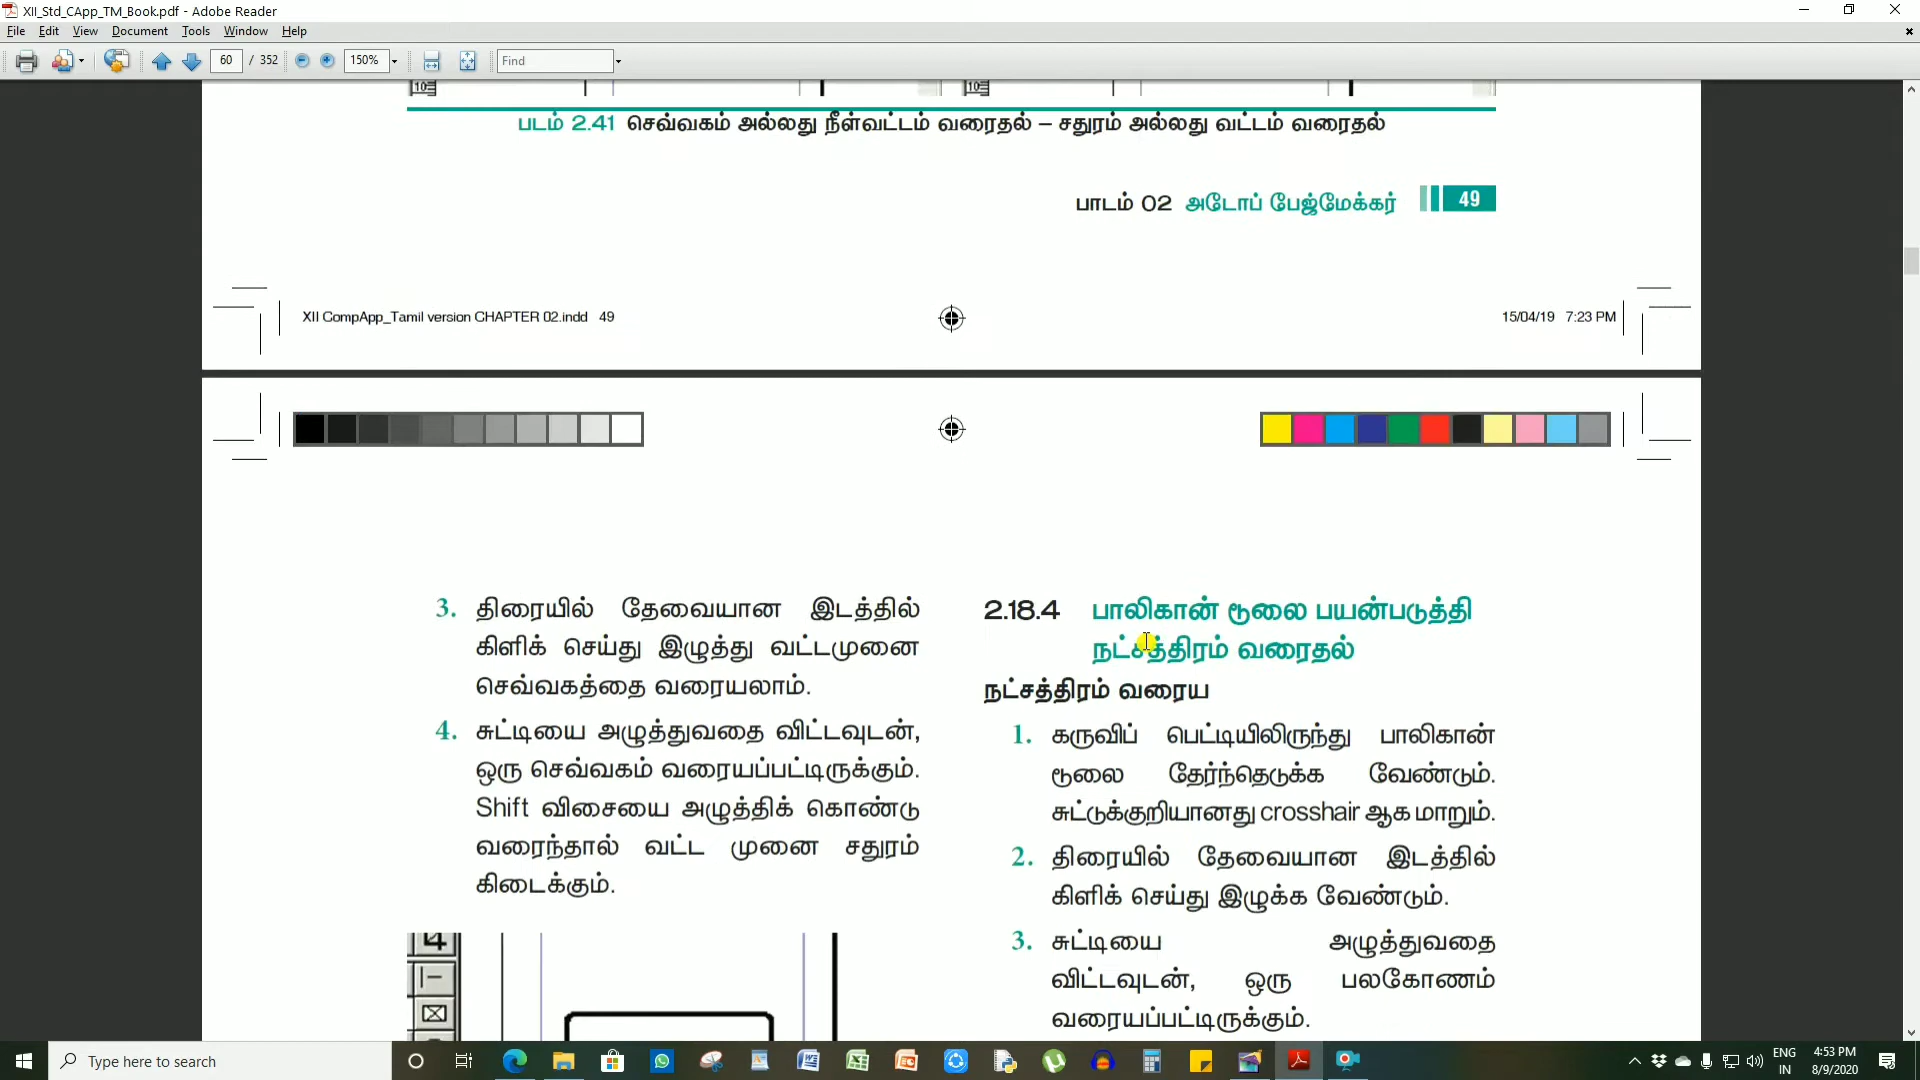 XII_Std_CApp_TM_Book.pdf - Adobe Reader
File Edit View Document Tools Window Help
60 / 352 150% Find
படம் 2.41 செவ்வகம் அல்லது நீள்வட்டம் வரைதல் – சதுரம் அல்லது வட்டம் வரைதல்
பாடம் 02 அடோப் பேஜ்மேக்கர் 49
XII CompApp_Tamil version CHAPTER 02.indd 49
15/04/19 7:23 PM
3. திரையில் தேவையான இடத்தில்
கிளிக் செய்து இழுத்து வட்டமுனை
செவ்வகத்தை வரையலாம்.
4. சுட்டியை அழுத்துவதை விட்டவுடன்,
ஒரு செவ்வகம் வரையப்பட்டிருக்கும்.
Shift விசையை அழுத்திக் கொண்டு
வரைந்தால் வட்ட முனை சதுரம்
கிடைக்கும்.
4
2.18.4 பாலிகான் டூலை பயன்படுத்தி
நட்சத்திரம் வரைதல்
நட்சத்திரம் வரைய
1. கருவிப் பெட்டியிலிருந்து பாலிகான்
டூலை தேர்ந்தெடுக்க வேண்டும்.
சுட்டுக்குறியானது crosshair ஆக மாறும்.
2. திரையில் தேவையான இடத்தில்
கிளிக் செய்து இழுக்க வேண்டும்.
3. சுட்டியை அழுத்துவதை
விட்டவுடன், ஒரு பலகோணம்
வரையப்பட்டிருக்கும்.
Type here to search
ENG
IN
4:53 PM
8/9/2020